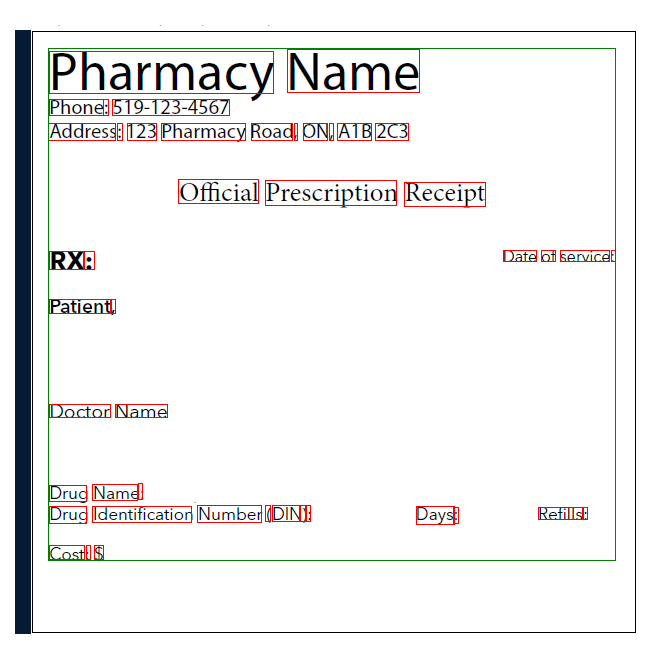 Pharmacy Name
Phone: 519-123-4567
Address: 123 Pharmacy Road, ON, A1B 2C3
Official Prescription Receipt
RX: Date of service:
Patient,
Doctor Name
Drug Name:
Drug Identification Number (DIN): Days: Refills:
Cost: $